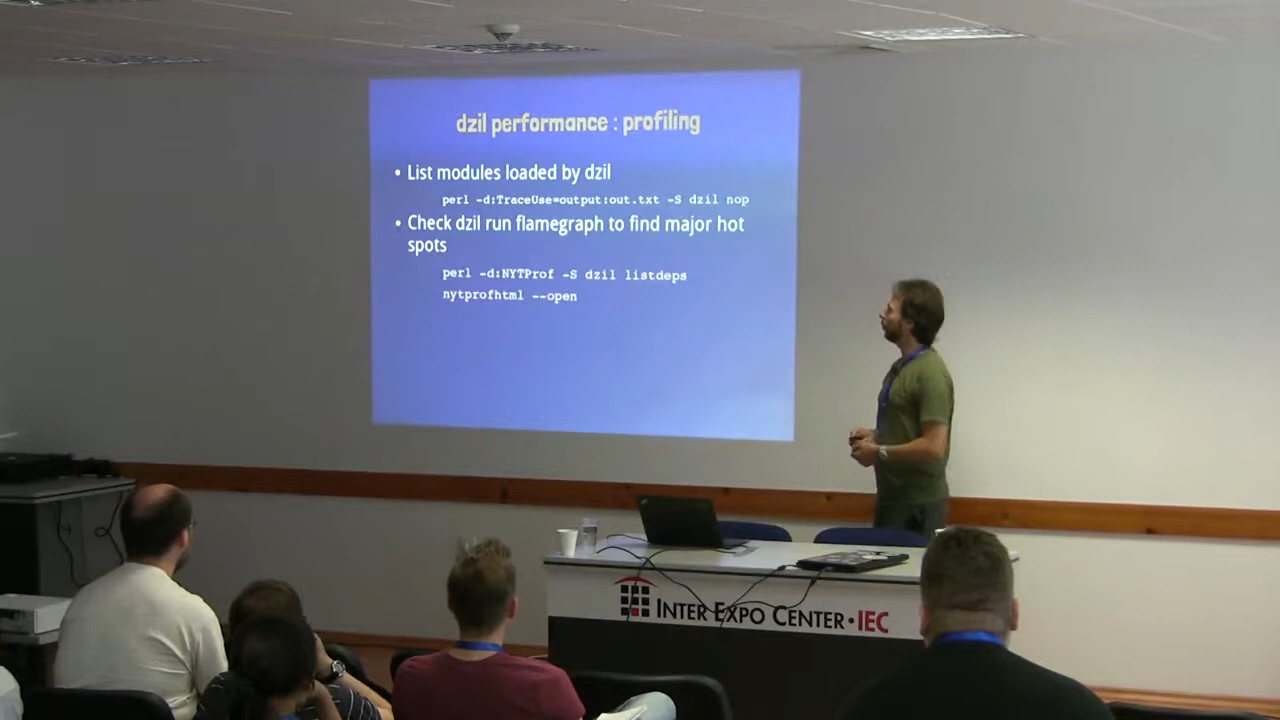 dzil performance : profiling
• List modules loaded by dzil
perl -d:TraceUse=output:out.txt -S dzil nop
• Check dzil run flamegraph to find major hot
spots
perl -d:NYTProf -S dzil listdeps
nytprofhtml --open
INTER EXPO CENTER·IEC